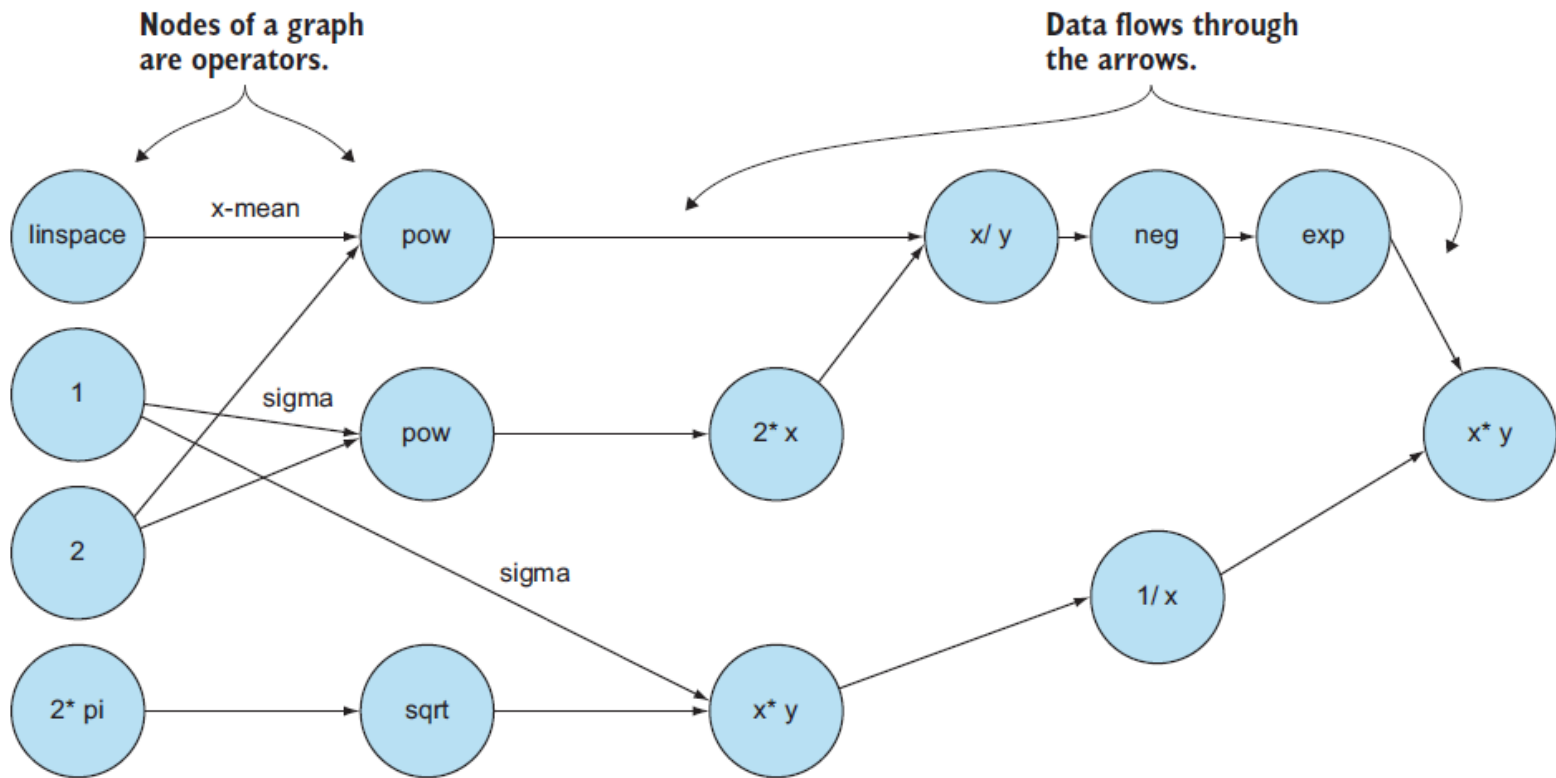 Nodes of a graph
are operators.
Data flows through
the arrows.
linspace
x-mean
pow
x/ y
neg
exp
1
sigma
pow
2* x
x* y
2
sigma
1/ x
2* pi
sqrt
x* y